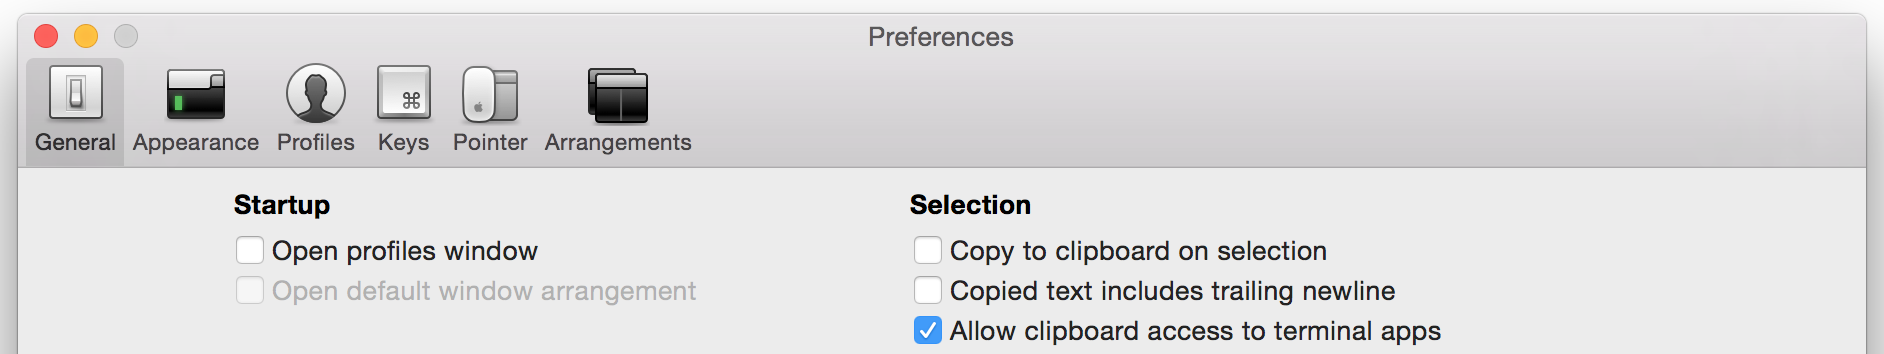 Preferences
General Appearance Profiles Keys Pointer Arrangements
Startup
Open profiles window
Open default window arrangement
Selection
Copy to clipboard on selection
Copied text includes trailing newline
Allow clipboard access to terminal apps